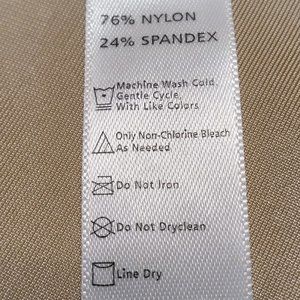 76% NYLON
24% SPANDEX
Machine Wash Cold,
Gentle Cycle,
With Like Colors
Only Non-Chlorine Bleach
As Needed
Do Not Iron
Do Not Dryclean
Line Dry